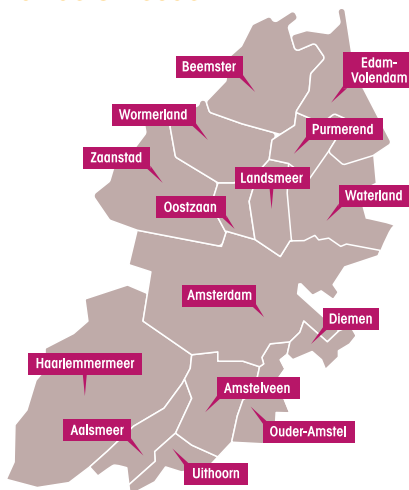 Beemster
Edam-
Volendam
Wormerland
Purmerend
Zaanstad
Landsmeer
Waterland
Oostzaan
Amsterdam
Diemen
Haarlemmermeer
Amstelveen
Aalsmeer
Ouder-Amstel
Uithoorn